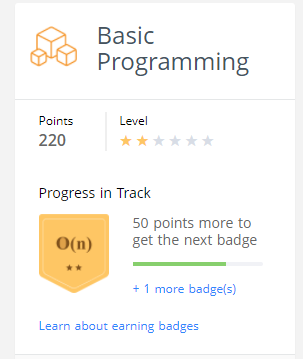 Basic
Programming
Points
Level
220
Progress in Track
O(n)
50 points more to
get the next badge
+ 1 more badge(s)
Learn about earning badges